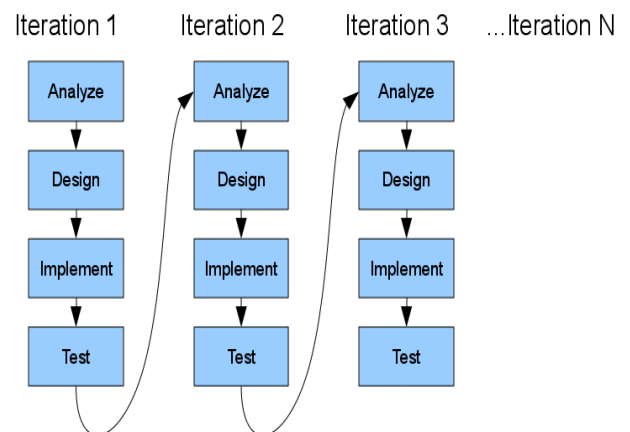 Iteration 1 Iteration 2 Iteration 3 ...Iteration N
Analyze Analyze Analyze
Design Design Design
Implement Implement Implement
Test Test Test